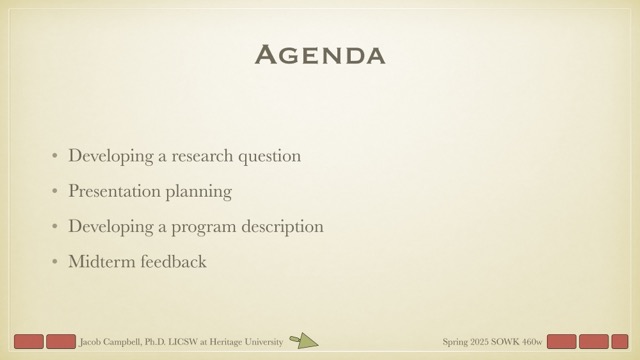 Agenda
• Developing a research question
• Presentation planning
• Developing a program description
• Midterm feedback
Jacob Campbell, Ph.D. LICSW at Heritage University
Spring 2025 SOWK 460w